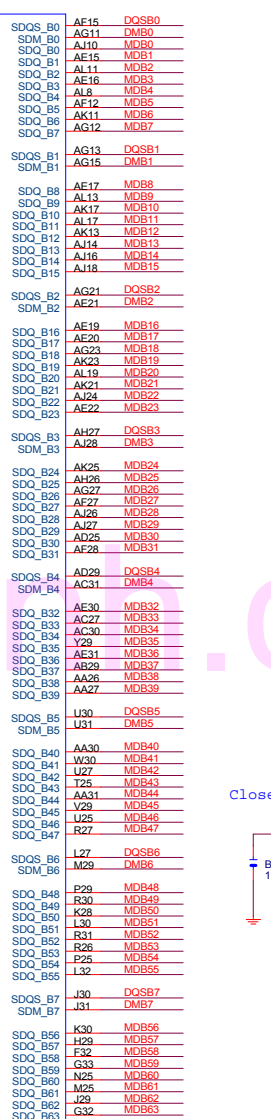 SDQS_B0 AF15 DQSB0
SDM_B0 AG11 DMB0
SDQ_B0 AJ10 MDB0
SDQ_B1 AE15 MDB1
SDQ_B2 AL11 MDB2
SDQ_B3 AE16 MDB3
SDQ_B4 AL8 MDB4
SDQ_B5 AF12 MDB5
SDQ_B6 AK11 MDB6
SDQ_B7 AG12 MDB7
SDQS_B1 AG13 DQSB1
SDM_B1 AG15 DMB1
SDQ_B8 AE17 MDB8
SDQ_B9 AL13 MDB9
SDQ_B10 AK17 MDB10
SDQ_B11 AL17 MDB11
SDQ_B12 AK13 MDB12
SDQ_B13 AJ14 MDB13
SDQ_B14 AJ16 MDB14
SDQ_B15 AJ18 MDB15
SDQS_B2 AG21 DQSB2
SDM_B2 AE21 DMB2
SDQ_B16 AE19 MDB16
SDQ_B17 AE20 MDB17
SDQ_B18 AG23 MDB18
SDQ_B19 AK23 MDB19
SDQ_B20 AL19 MDB20
SDQ_B21 AK21 MDB21
SDQ_B22 AJ24 MDB22
SDQ_B23 AE22 MDB23
SDQS_B3 AH27 DQSB3
SDM_B3 AJ28 DMB3
SDQ_B24 AK25 MDB24
SDQ_B25 AH26 MDB25
SDQ_B26 AG27 MDB26
SDQ_B27 AF27 MDB27
SDQ_B28 AJ26 MDB28
SDQ_B29 AJ27 MDB29
SDQ_B30 AD25 MDB30
SDQ_B31 AF28 MDB31
SDQS_B4 AD29 DQSB4
SDM_B4 AC31 DMB4
SDQ_B32 AE30 MDB32
SDQ_B33 AC27 MDB33
SDQ_B34 AC30 MDB34
SDQ_B35 Y29 MDB35
SDQ_B36 AE31 MDB36
SDQ_B37 AB29 MDB37
SDQ_B38 AA26 MDB38
SDQ_B39 AA27 MDB39
SDQS_B5 U30 DQSB5
SDM_B5 U31 DMB5
SDQ_B40 AA30 MDB40
SDQ_B41 W30 MDB41
SDQ_B42 U27 MDB42
SDQ_B43 T25 MDB43
SDQ_B44 AA31 MDB44
SDQ_B45 V29 MDB45
SDQ_B46 U25 MDB46
SDQ_B47 R27 MDB47
Close
SDQS_B6 L27 DQSB6
SDM_B6 M29 DMB6
B
1
SDQ_B48 P29 MDB48
SDQ_B49 R30 MDB49
SDQ_B50 K28 MDB50
SDQ_B51 L30 MDB51
SDQ_B52 R31 MDB52
SDQ_B53 R26 MDB53
SDQ_B54 P25 MDB54
SDQ_B55 L32 MDB55
SDQS_B7 J30 DQSB7
SDM_B7 J31 DMB7
SDQ_B56 K30 MDB56
SDQ_B57 H29 MDB57
SDQ_B58 F32 MDB58
SDQ_B59 G33 MDB59
SDQ_B60 N25 MDB60
SDQ_B61 M25 MDB61
SDQ_B62 J29 MDB62
SDQ_B63 G32 MDB63